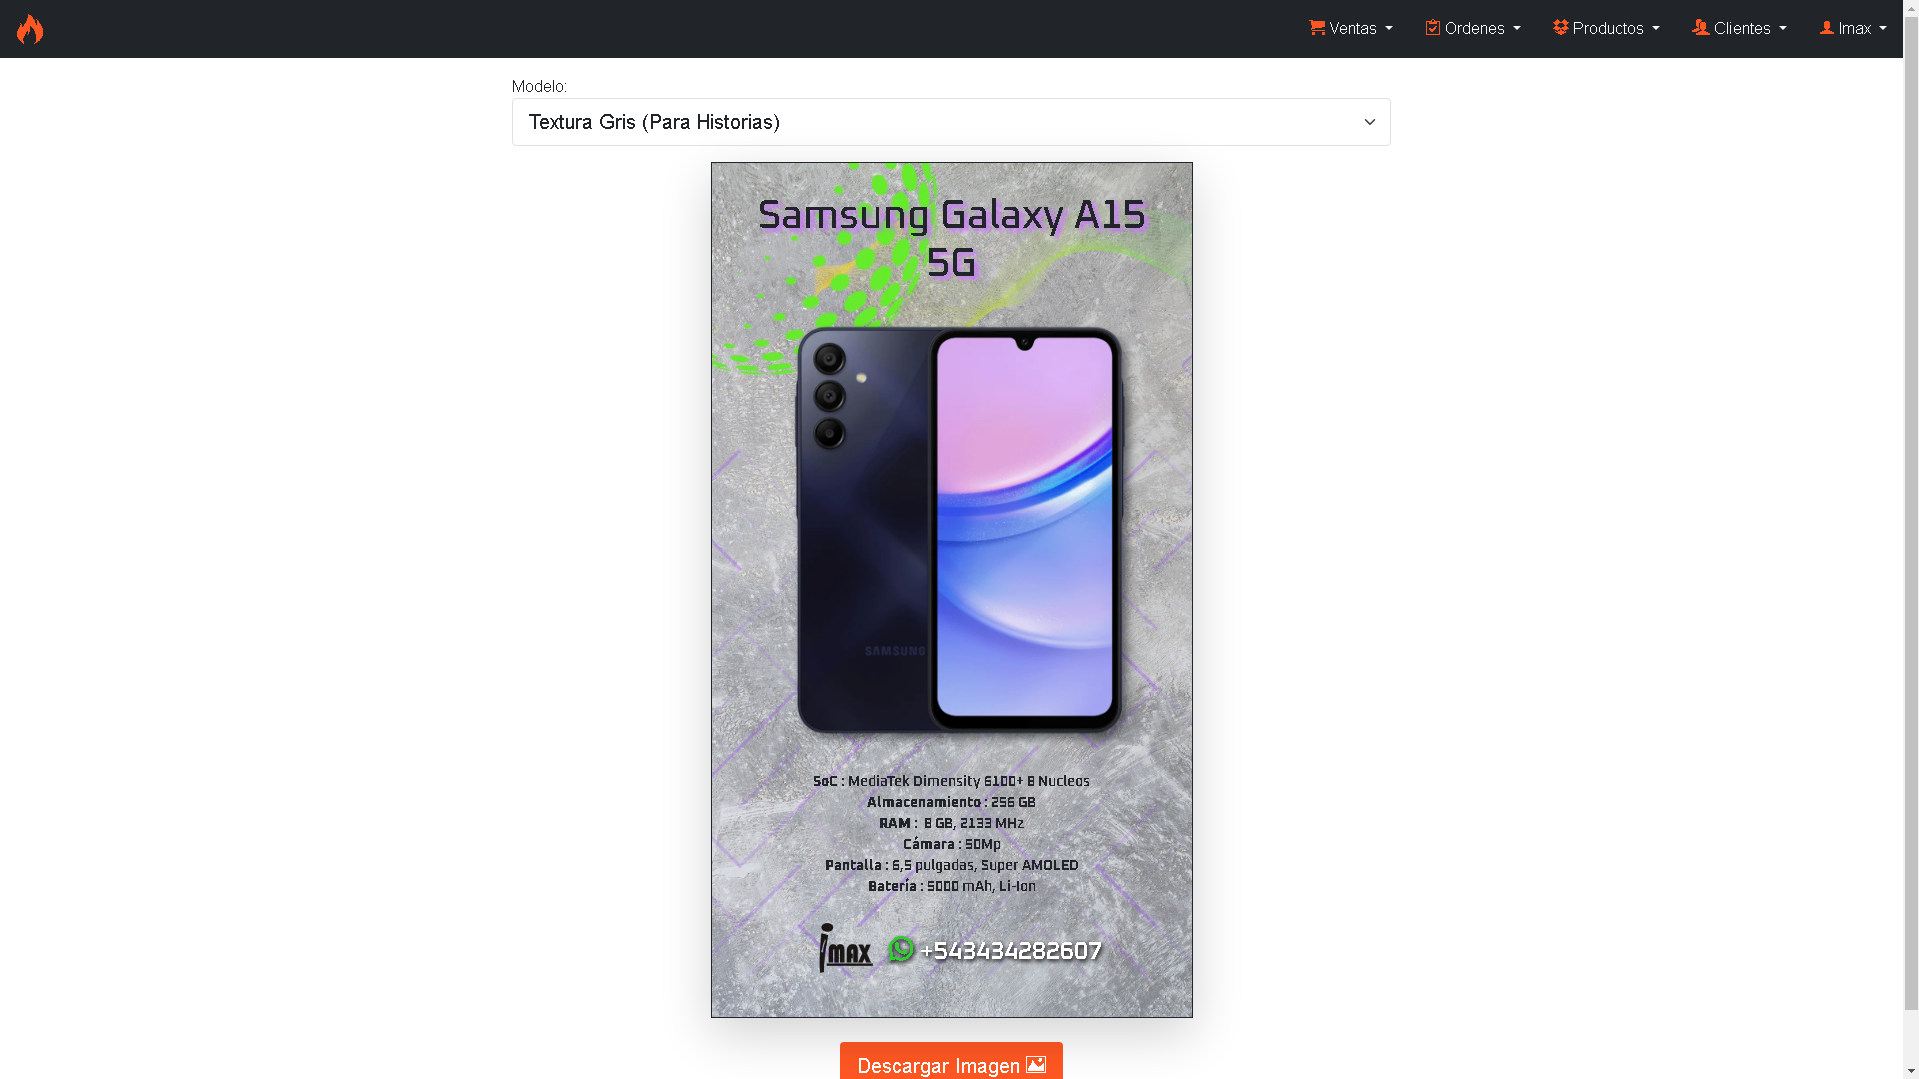 Ventas
Ordenes
Productos
Clientes
Imax
Modelo:
Textura Gris (Para Historias)
Samsung Galaxy A15
5G
SAMSUNG
SoC : MediaTek Dimensity 6100+ 8 Nucleos
Almacenamiento : 256 GB
RAM : 8 GB, 2133 MHz
Cámara : 50Mp
Pantalla : 6,5 pulgadas, Super AMOLED
Batería : 5000 mAh, Li-Ion
imax
+543434282607
Descargar Imagen